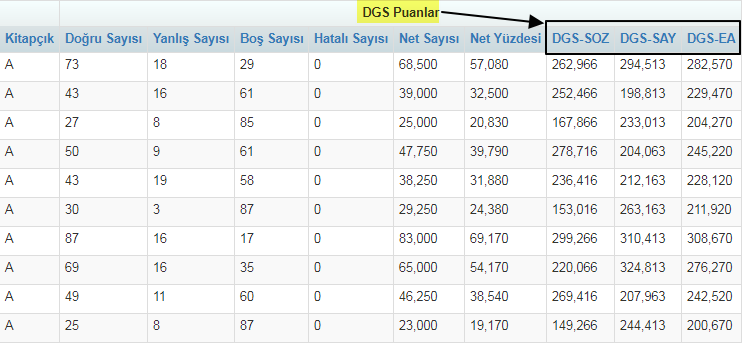 DGS Puanlar
Kitapçık Doğru Sayısı Yanlış Sayısı Boş Sayısı Hatalı Sayısı Net Sayısı Net Yüzdesi DGS-SOZ DGS-SAY DGS-EA
A 73 18 29 0 68,500 57,080 262,966 294,513 282,570
A 43 16 61 0 39,000 32,500 252,466 198,813 229,470
A 27 8 85 0 25,000 20,830 167,866 233,013 204,270
A 50 9 61 0 47,750 39,790 278,716 204,063 245,220
A 43 19 58 0 38,250 31,880 236,416 212,163 228,120
A 30 3 87 0 29,250 24,380 153,016 263,163 211,920
A 87 16 17 0 83,000 69,170 299,266 310,413 308,670
A 69 16 35 0 65,000 54,170 220,066 324,813 276,270
A 49 11 60 0 46,250 38,540 269,416 207,963 242,520
A 25 8 87 0 23,000 19,170 149,266 244,413 200,670